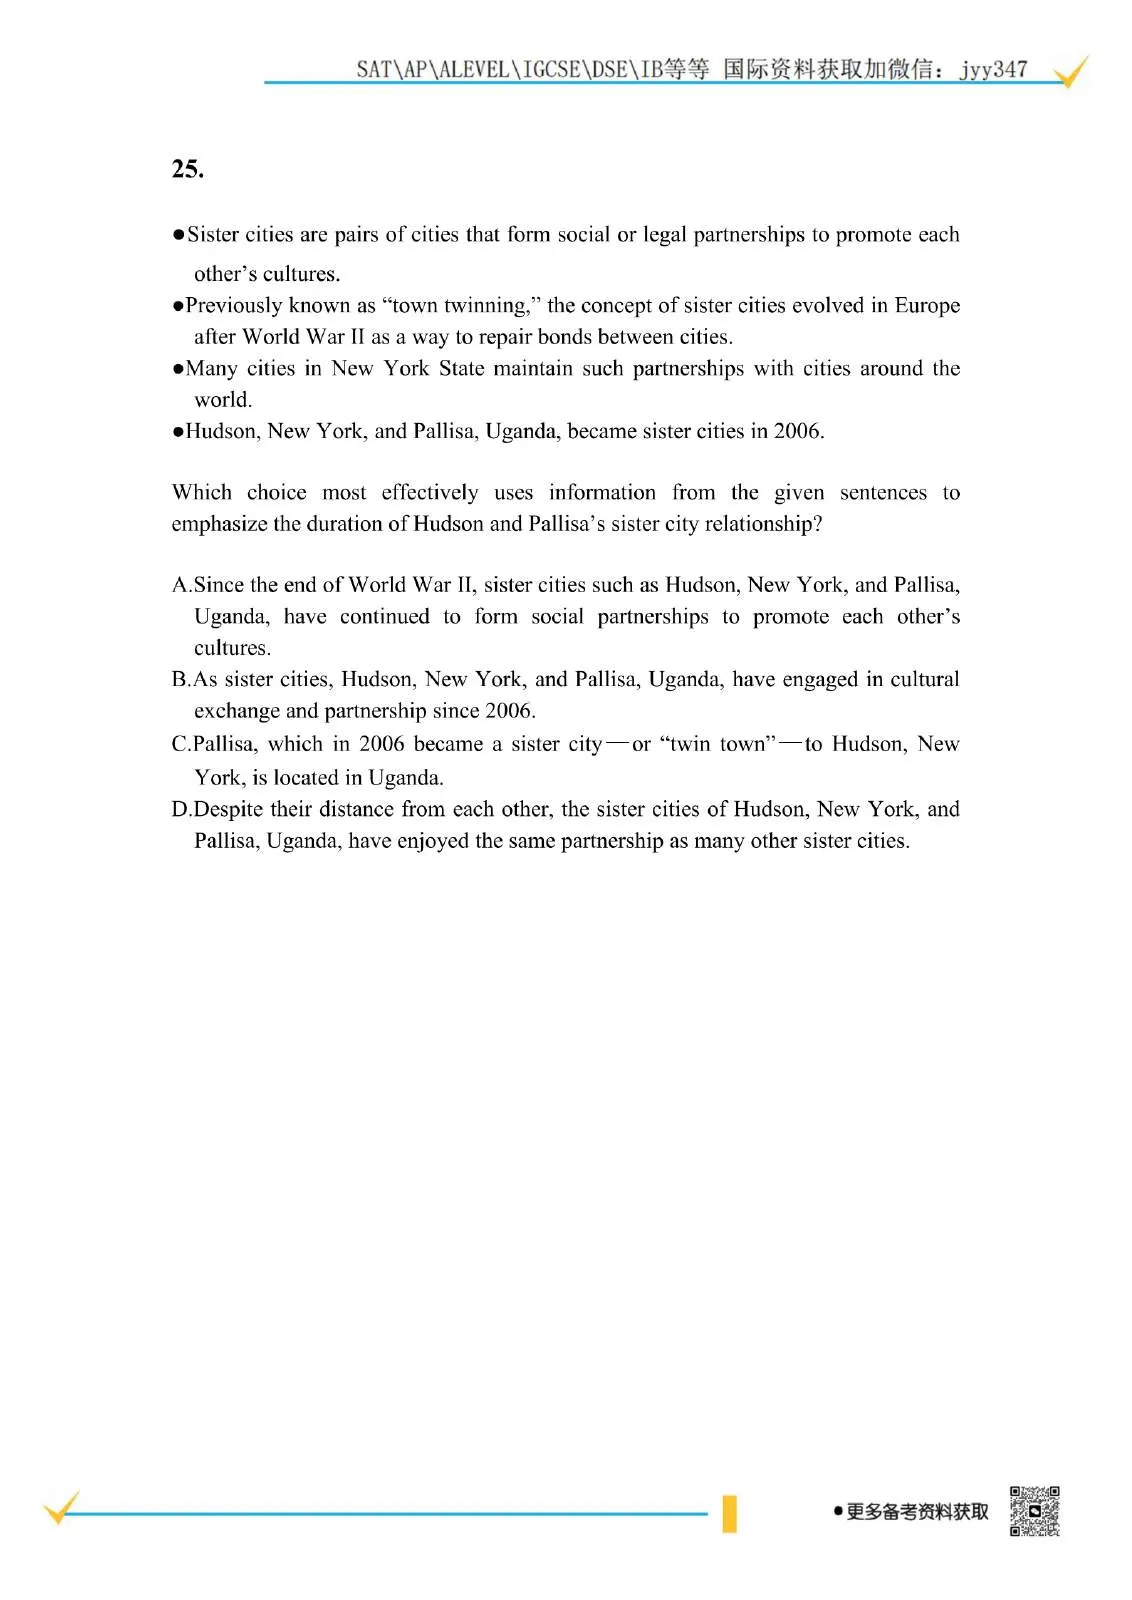 SAT\AP\ALEVEL\IGCSE\DSE\IB等等 国际资料获取加微信：jyy347
25.
●Sister cities are pairs of cities that form social or legal partnerships to promote each
other’s cultures.
●Previously known as “town twinning,” the concept of sister cities evolved in Europe
after World War II as a way to repair bonds between cities.
●Many cities in New York State maintain such partnerships with cities around the
world.
●Hudson, New York, and Pallisa, Uganda, became sister cities in 2006.
Which choice most effectively uses information from the given sentences to
emphasize the duration of Hudson and Pallisa’s sister city relationship?
A.Since the end of World War II, sister cities such as Hudson, New York, and Pallisa,
Uganda, have continued to form social partnerships to promote each other’s
cultures.
B.As sister cities, Hudson, New York, and Pallisa, Uganda, have engaged in cultural
exchange and partnership since 2006.
C.Pallisa, which in 2006 became a sister city—or “twin town”—to Hudson, New
York, is located in Uganda.
D.Despite their distance from each other, the sister cities of Hudson, New York, and
Pallisa, Uganda, have enjoyed the same partnership as many other sister cities.
●更多备考资料获取